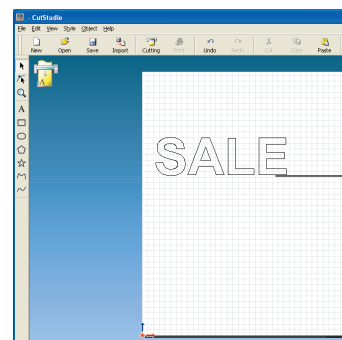 - CutStudio
File Edit View Style Object Help
New Open Save Import Cutting Print Undo Redo Cut Copy Paste
A
A
SALE